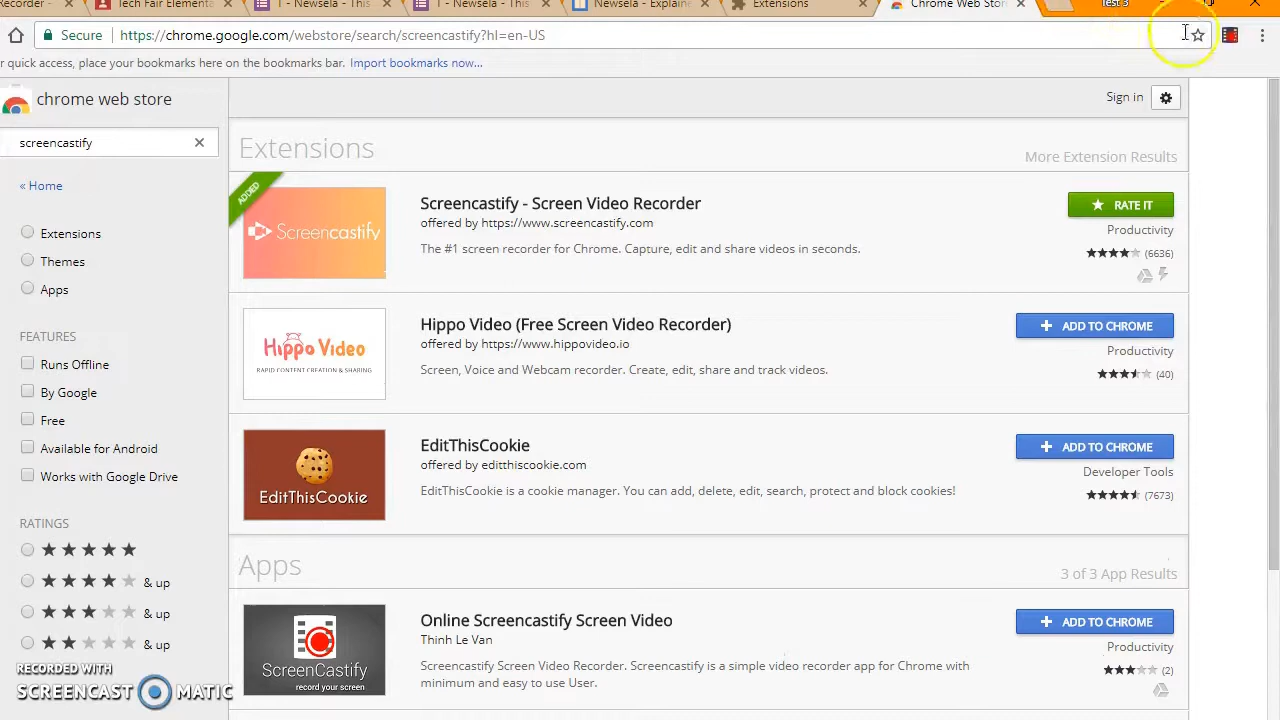 Recorder -
Tech Fair Elementa
T - Newsela - This
T - Newsela - This
Newsela - Explaine
Extensions
Chrome Web Store
Test 3
Secure https://chrome.google.com/webstore/search/screencastify?hl=en-US
r quick access, place your bookmarks here on the bookmarks bar. Import bookmarks now...
chrome web store
Sign in
screencastify
« Home
Extensions
Themes
Apps
FEATURES
Runs Offline
By Google
Free
Available for Android
Works with Google Drive
RATINGS
& up
& up
& up
Extensions
More Extension Results
ADDED
Screencastify
Screencastify - Screen Video Recorder
offered by https://www.screencastify.com
The #1 screen recorder for Chrome. Capture, edit and share videos in seconds.
RATE IT
Productivity
(6636)
Hippo Video
RAPID CONTENT CREATION & SHARING
Hippo Video (Free Screen Video Recorder)
offered by https://www.hippovideo.io
Screen, Voice and Webcam recorder. Create, edit, share and track videos.
ADD TO CHROME
Productivity
(40)
EditThisCookie
EditThisCookie
offered by editthiscookie.com
EditThisCookie is a cookie manager. You can add, delete, edit, search, protect and block cookies!
ADD TO CHROME
Developer Tools
(7673)
Apps
3 of 3 App Results
ScreenCastify
record your screen
Online Screencastify Screen Video
Thinh Le Van
Screencastify Screen Video Recorder. Screencastify is a simple video recorder app for Chrome with
minimum and easy to use User.
ADD TO CHROME
Productivity
(2)
RECORDED WITH
SCREENCAST MATIC